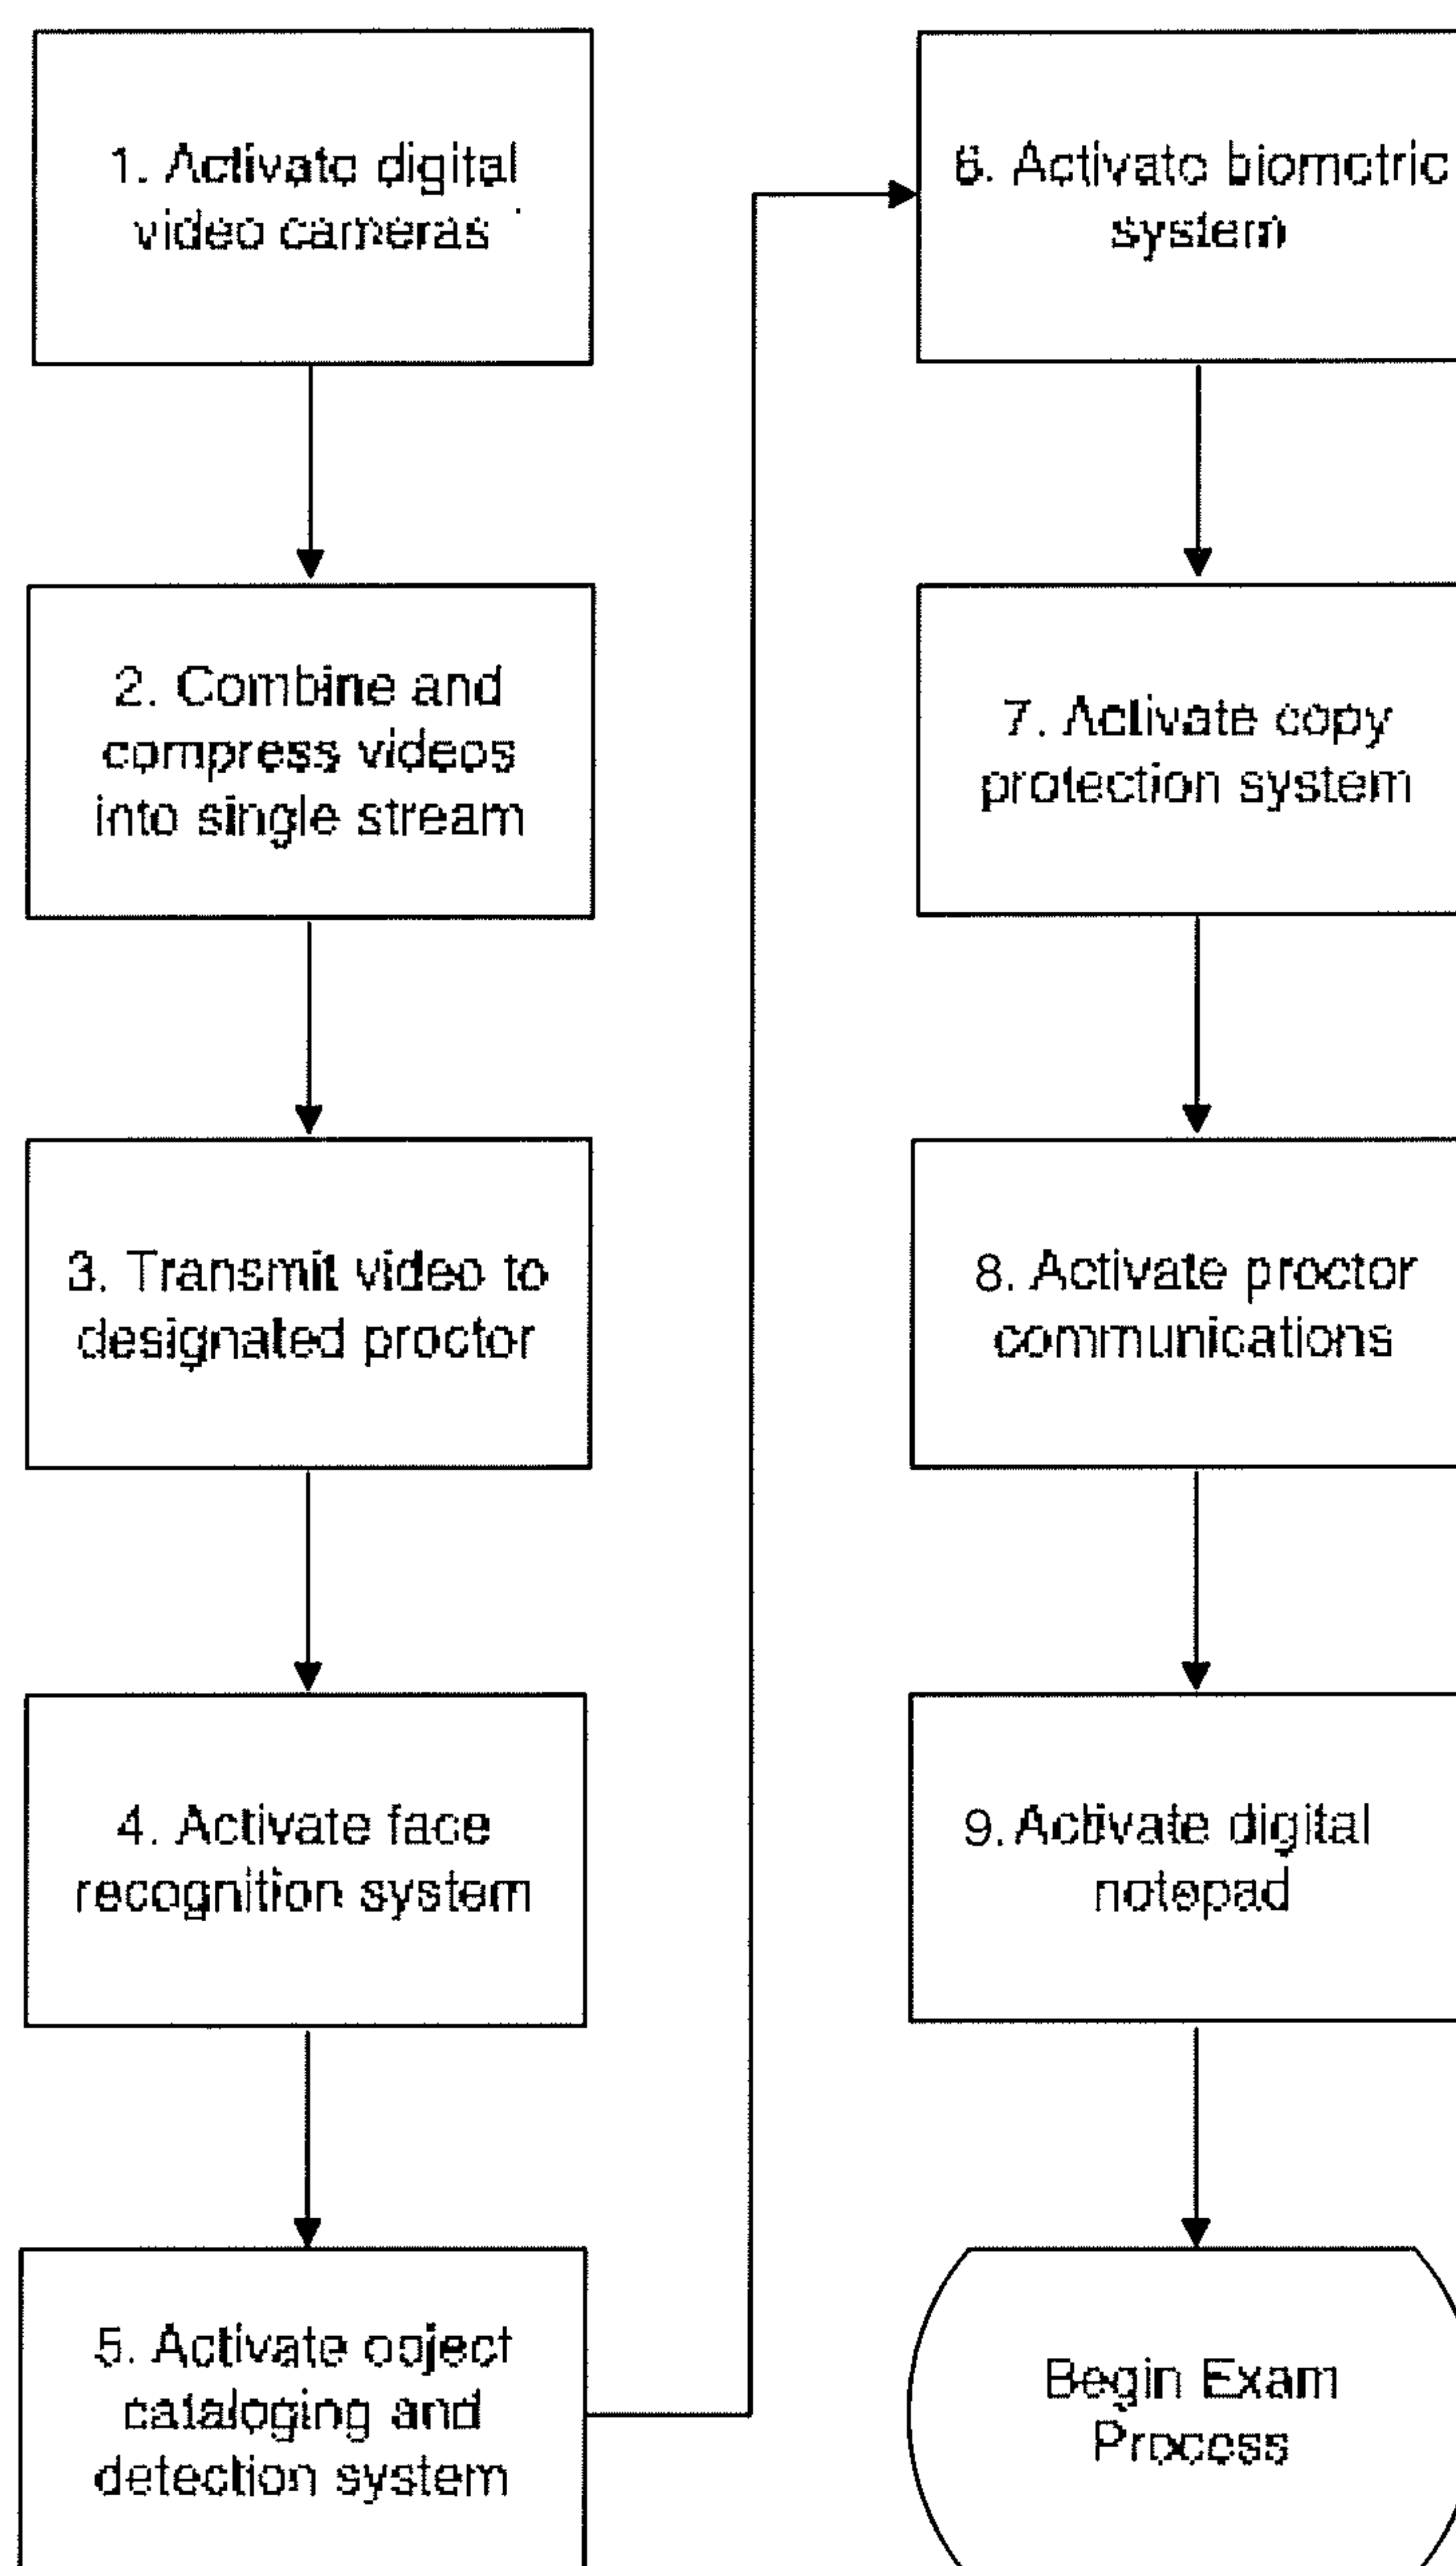 1. Activate digital
video cameras
2. Combine and
compress videos
into single stream
3. Transmit video to
designated proctor
4. Activate face
recognition system
5. Activate object
cataloging and
detection system
6. Activate biometric
system
7. Activate copy
protection system
8. Activate proctor
communications
9. Activate digital
notepad
Begin Exam
Process